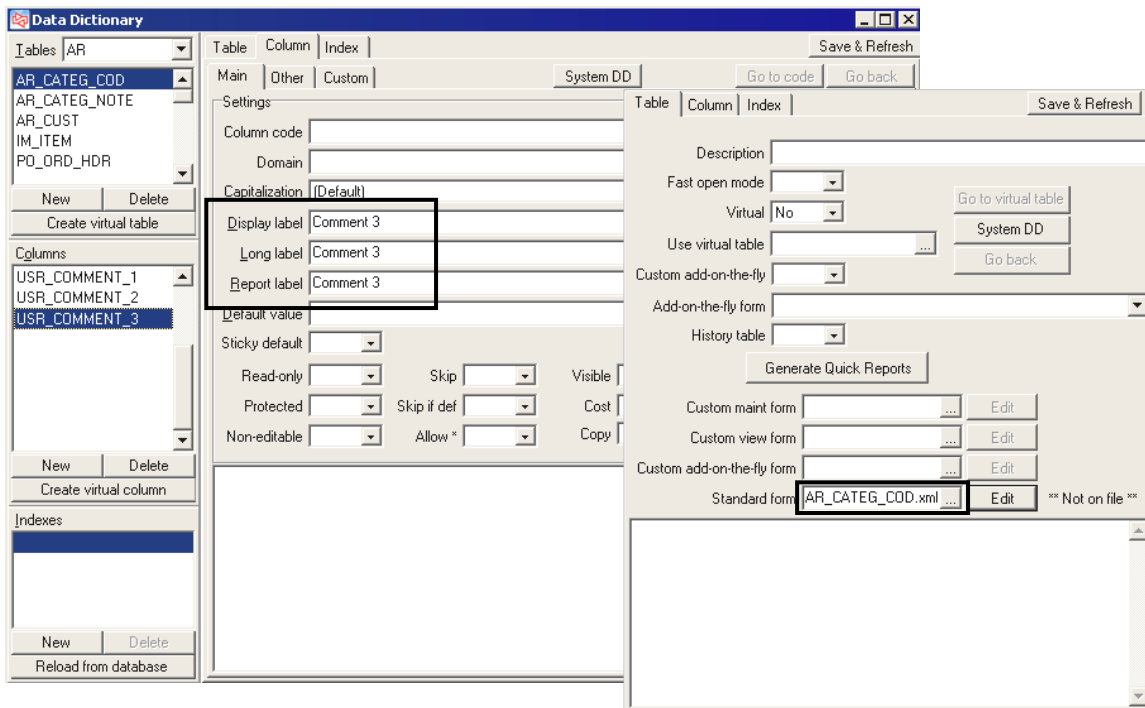 Data Dictionary
Tables AR
AR_CATEG_COD
AR_CATEG_NOTE
AR_CUST
IM_ITEM
PO_ORD_HDR
New Delete
Create virtual table
Columns
USR_COMMENT_1
USR_COMMENT_2
USR_COMMENT_3
New Delete
Create virtual column
Indexes
New Delete
Reload from database
Table Column Index Save & Refresh
Main Other Custom System DD Go to code Go back
Settings
Column code
Domain
Capitalization (Default)
Display label Comment 3
Long label Comment 3
Report label Comment 3
Default value
Sticky default
Read-only Skip Visible
Protected Skip if def Cost
Non-editable Allow * Copy
Table Column Index Save & Refresh
Description
Fast open mode
Virtual No
Go to virtual table
Use virtual table ...
System DD
Custom add-on-the-fly
Go back
Add-on-the-fly form
History table
Generate Quick Reports
Custom maint form ... Edit
Custom view form ... Edit
Custom add-on-the-fly form ... Edit
Standard form AR_CATEG_COD.xml ... Edit ** Not on file **